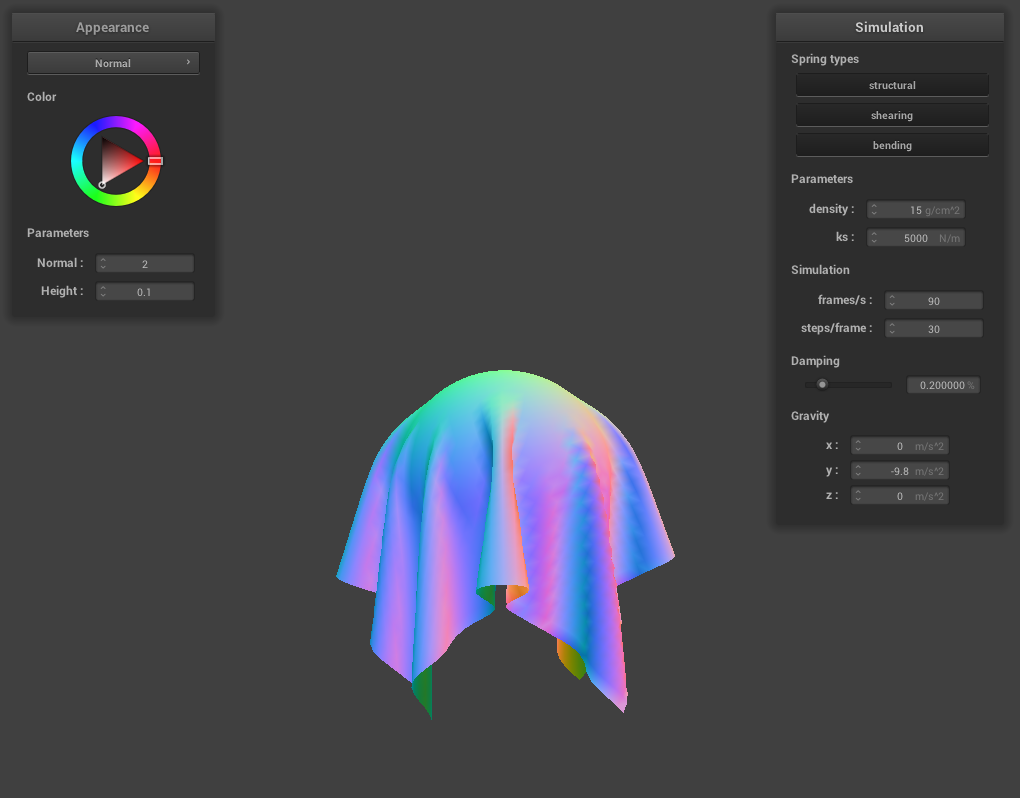 Appearance
Normal ›
Color
Parameters
Normal : 2
Height : 0.1
Simulation
Spring types
structural
shearing
bending
Parameters
density : 15 g/cm^2
ks : 5000 N/m
Simulation
frames/s : 90
steps/frame : 30
Damping
0.200000 %
Gravity
x : 0 m/s^2
y : -9.8 m/s^2
z : 0 m/s^2